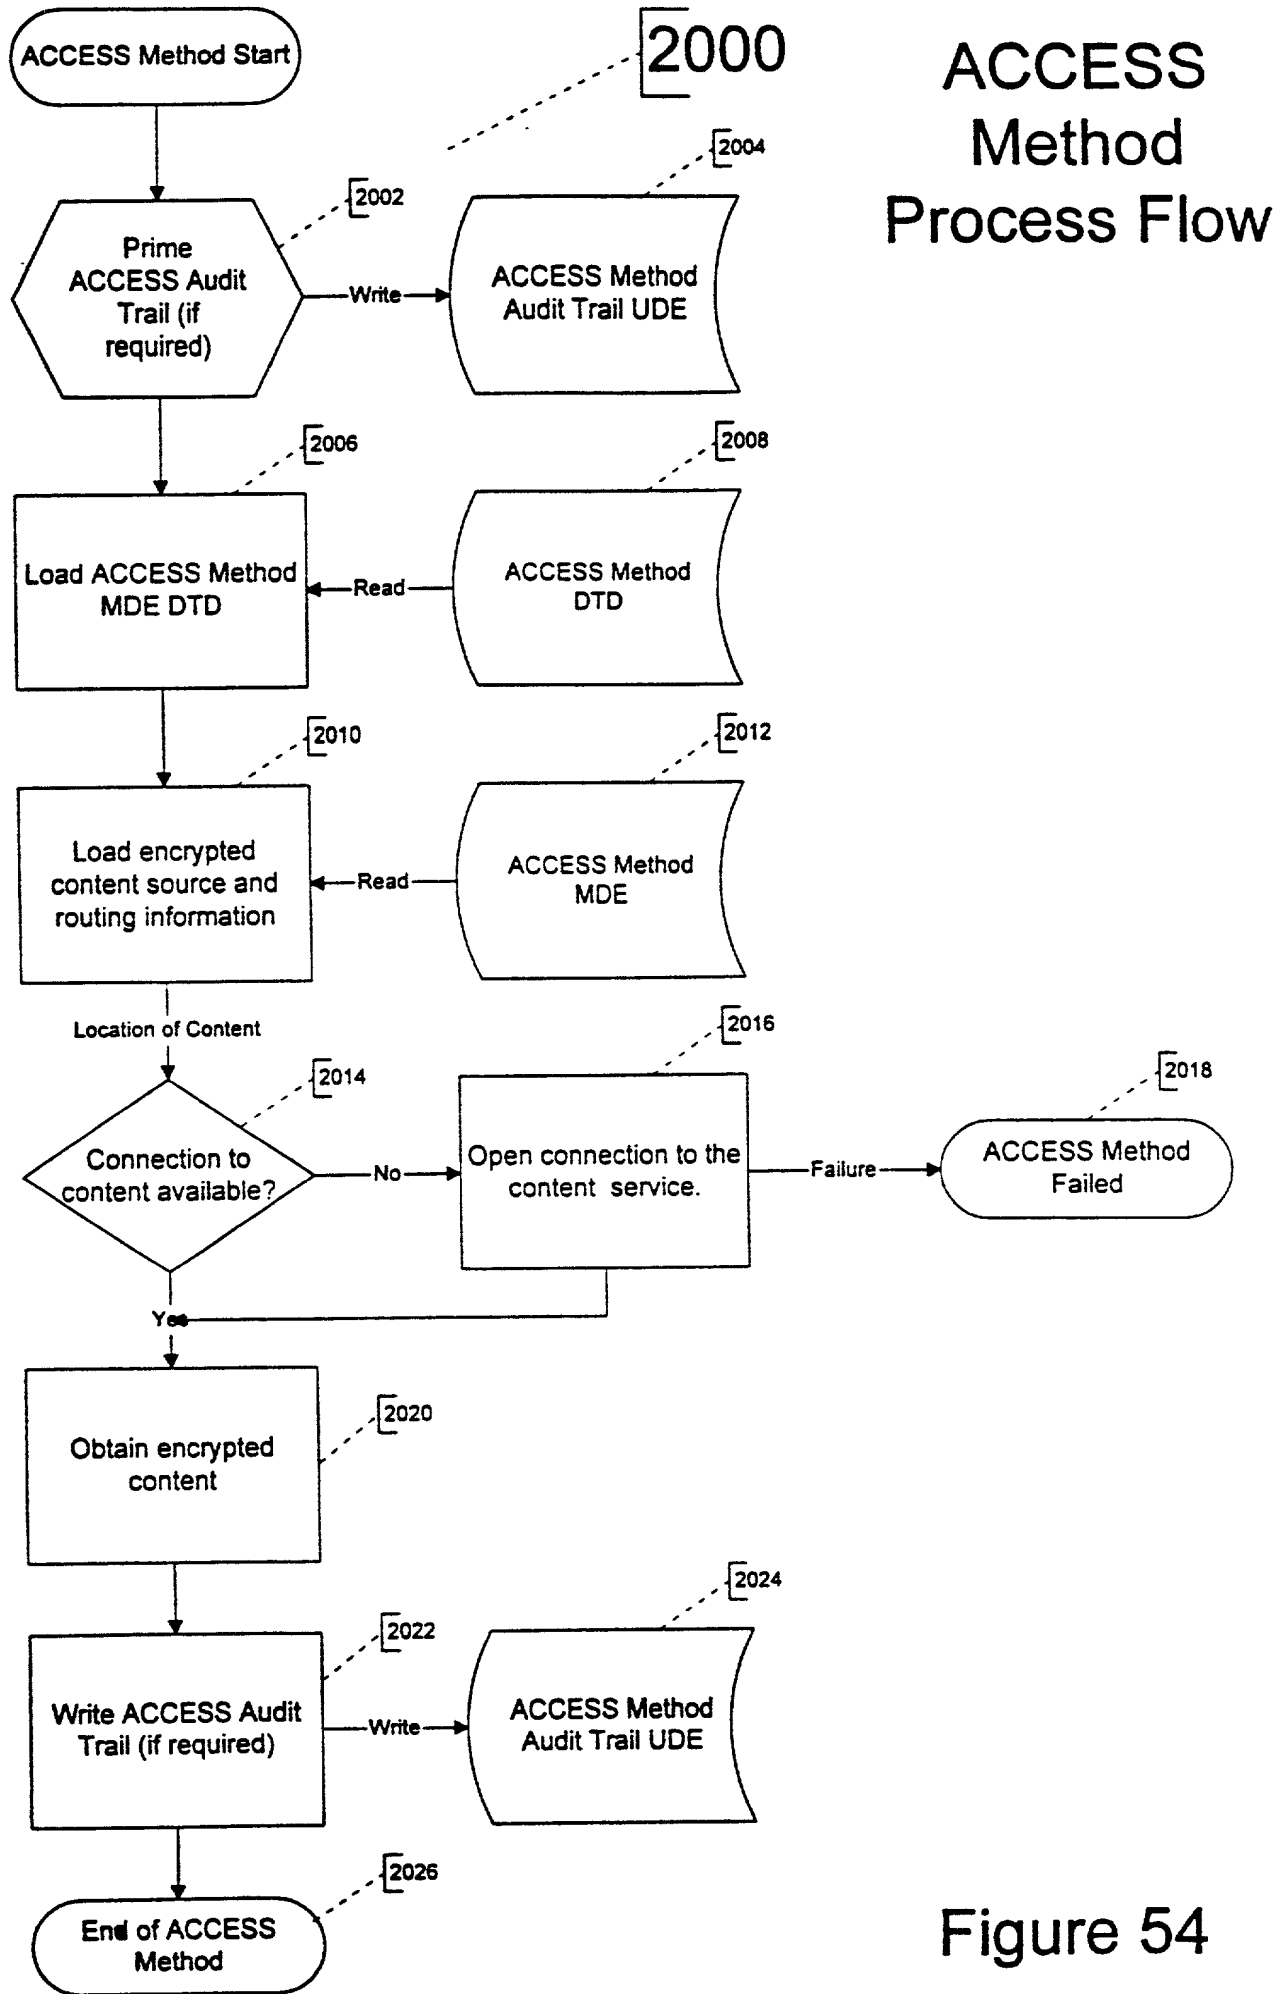 ACCESS Method Start
2000
ACCESS
Method
Process Flow
2004
2002
Prime
ACCESS Audit
Trail (if
required)
Write
ACCESS Method
Audit Trail UDE
2006
2008
Load ACCESS Method
MDE DTD
Read
ACCESS Method
DTD
2010
2012
Load encrypted
content source and
routing information
Read
ACCESS Method
MDE
Location of Content
2014
2016
2018
Connection to
content available?
No
Open connection to the
content service.
Failure
ACCESS Method
Failed
Yes
2020
Obtain encrypted
content
2022
2024
Write ACCESS Audit
Trail (if required)
Write
ACCESS Method
Audit Trail UDE
2026
End of ACCESS
Method
Figure 54